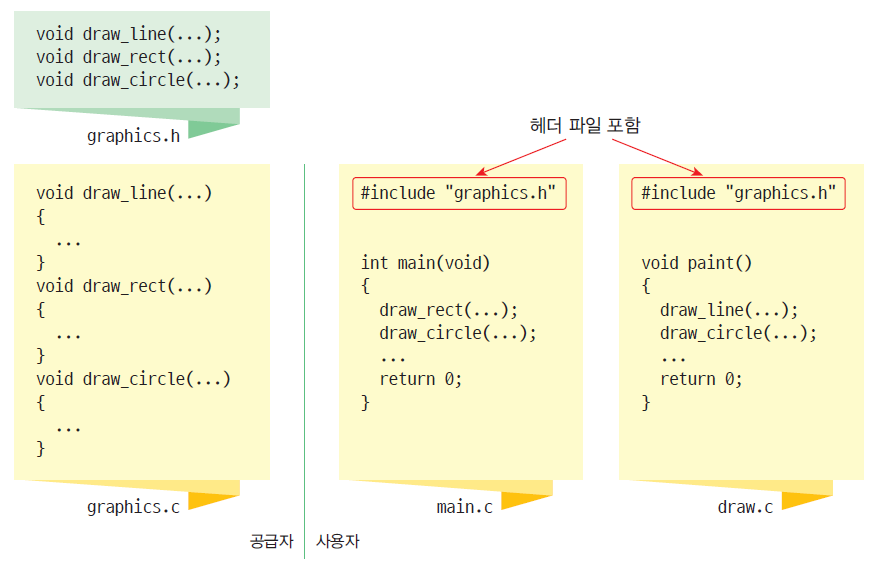 void draw_line(...);
void draw_rect(...);
void draw_circle(...);
graphics.h
헤더 파일 포함
void draw_line(...)
{
...
}
void draw_rect(...)
{
...
}
void draw_circle(...)
{
...
}
graphics.c
#include "graphics.h"
int main(void)
{
draw_rect(...);
draw_circle(...);
...
return 0;
}
main.c
#include "graphics.h"
void paint()
{
draw_line(...);
draw_circle(...);
...
return 0;
}
draw.c
공급자
사용자